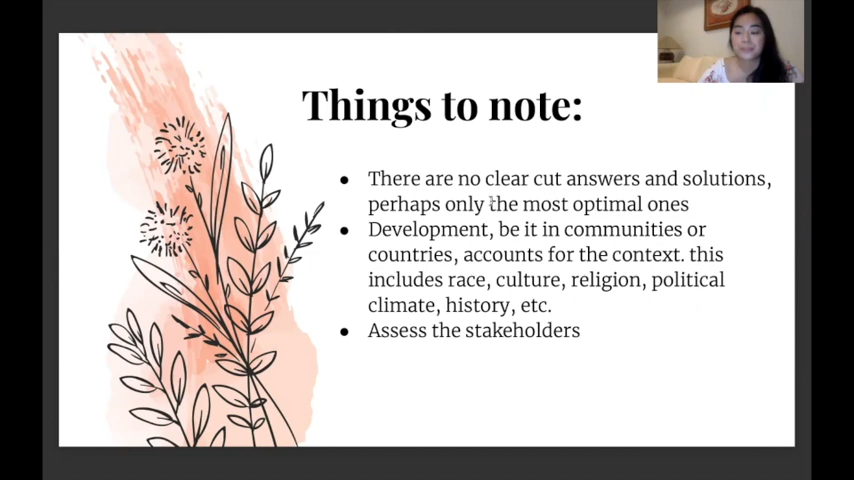 Things to note:
● There are no clear cut answers and solutions,
perhaps only the most optimal ones
● Development, be it in communities or
countries, accounts for the context. this
includes race, culture, religion, political
climate, history, etc.
● Assess the stakeholders